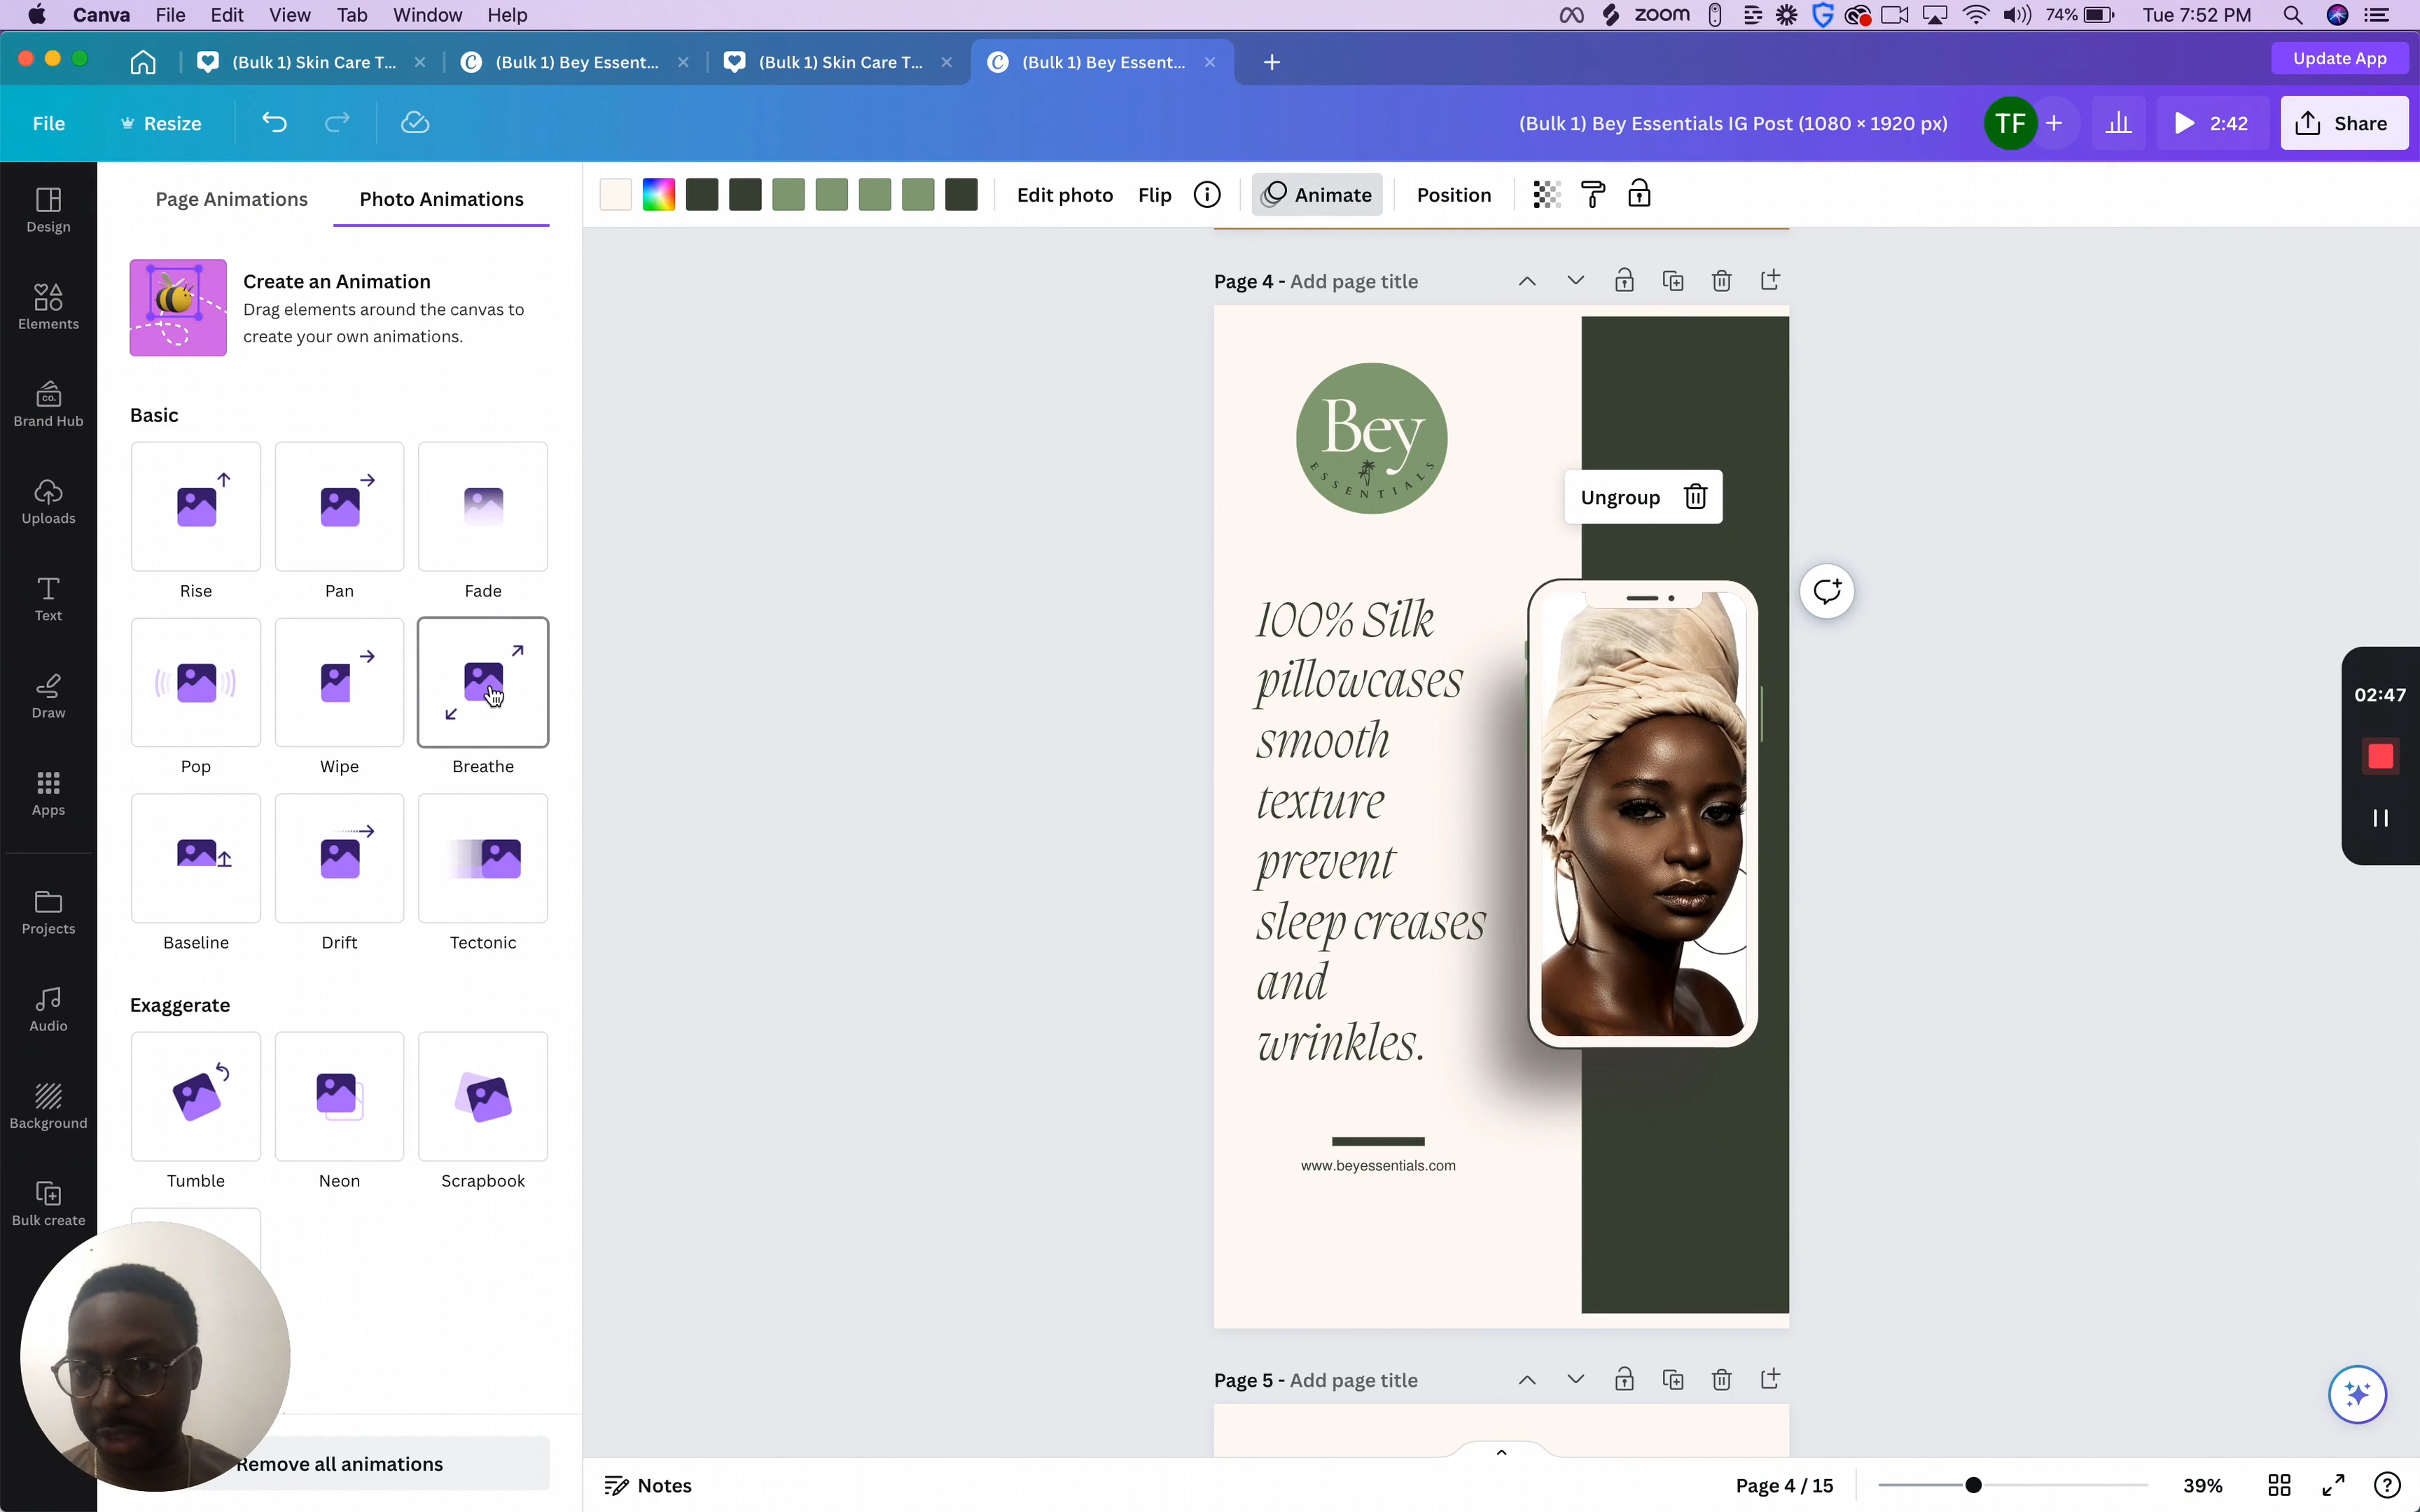 Canva File Edit View Tab Window Help
zoom 74% Tue 7:52 PM
(Bulk 1) Skin Care T...
(Bulk 1) Bey Essent...
(Bulk 1) Skin Care T...
(Bulk 1) Bey Essent...
Update App
File Resize
(Bulk 1) Bey Essentials IG Post (1080 × 1920 px)
TF
2:42
Share
Design
Elements
Brand Hub
Uploads
Text
Draw
Apps
Projects
Audio
Background
Bulk create
Page Animations Photo Animations
Create an Animation
Drag elements around the canvas to
create your own animations.
Basic
Rise Pan Fade
Pop Wipe Breathe
Baseline Drift Tectonic
Exaggerate
Tumble Neon Scrapbook
Remove all animations
Edit photo Flip Animate Position
Page 4 - Add page title
Bey
ESSENTIALS
Ungroup
100% Silk
pillowcases
smooth
texture
prevent
sleep creases
and
wrinkles.
www.beyessentials.com
02:47
Page 5 - Add page title
Notes
Page 4 / 15
39%